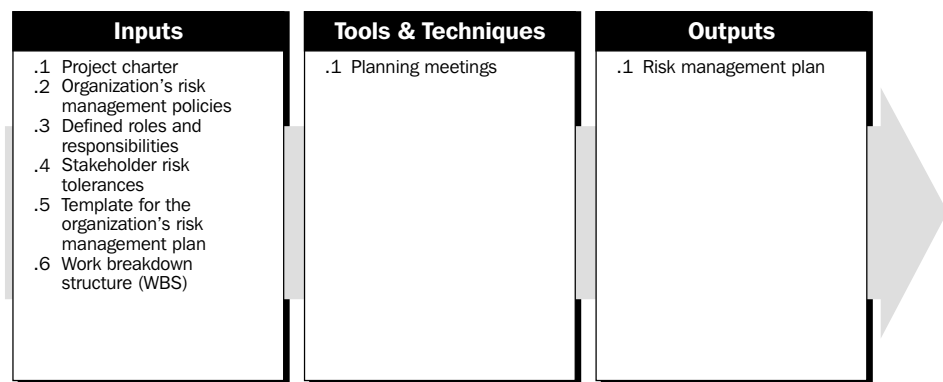 Inputs
.1 Project charter
.2 Organization's risk
management policies
.3 Defined roles and
responsibilities
.4 Stakeholder risk
tolerances
.5 Template for the
organization's risk
management plan
.6 Work breakdown
structure (WBS)
Tools & Techniques
.1 Planning meetings
Outputs
.1 Risk management plan